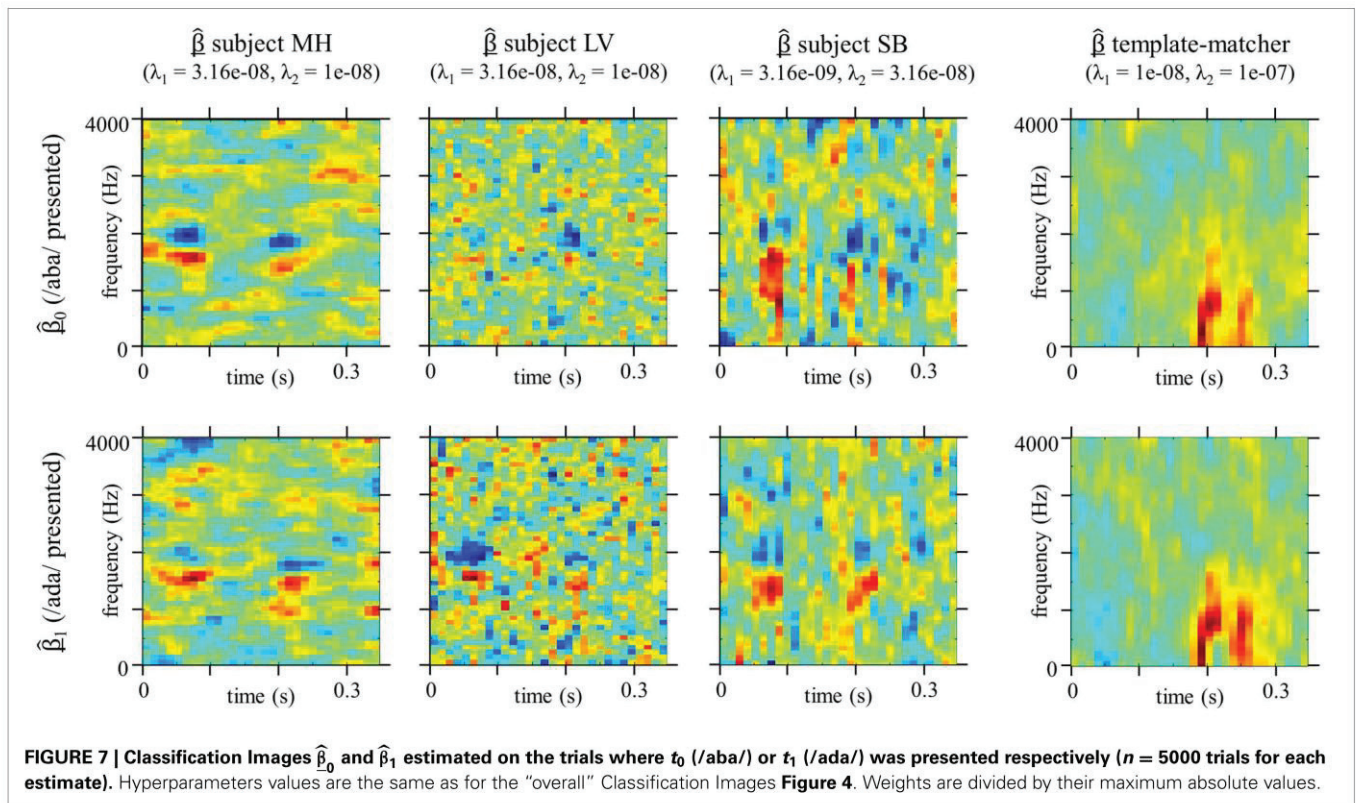 β̂ subject MH
(λ₁ = 3.16e-08, λ₂ = 1e-08)
β̂ subject LV
(λ₁ = 3.16e-08, λ₂ = 1e-08)
β̂ subject SB
(λ₁ = 3.16e-09, λ₂ = 3.16e-08)
β̂ template-matcher
(λ₁ = 1e-08, λ₂ = 1e-07)
β̂₀ (/aba/ presented)
frequency (Hz)
4000
0
0
0.3
time (s)
0
0.3
time (s)
0
0.3
time (s)
frequency (Hz)
4000
0
0
0.3
time (s)
β̂₁ (/ada/ presented)
frequency (Hz)
4000
0
0
0.3
time (s)
0
0.3
time (s)
0
0.3
time (s)
frequency (Hz)
4000
0
0
0.3
time (s)
FIGURE 7 | Classification Images β̂₀ and β̂₁ estimated on the trials where t₀ (/aba/) or t₁ (/ada/) was presented respectively (n = 5000 trials for each
estimate). Hyperparameters values are the same as for the “overall” Classification Images Figure 4. Weights are divided by their maximum absolute values.